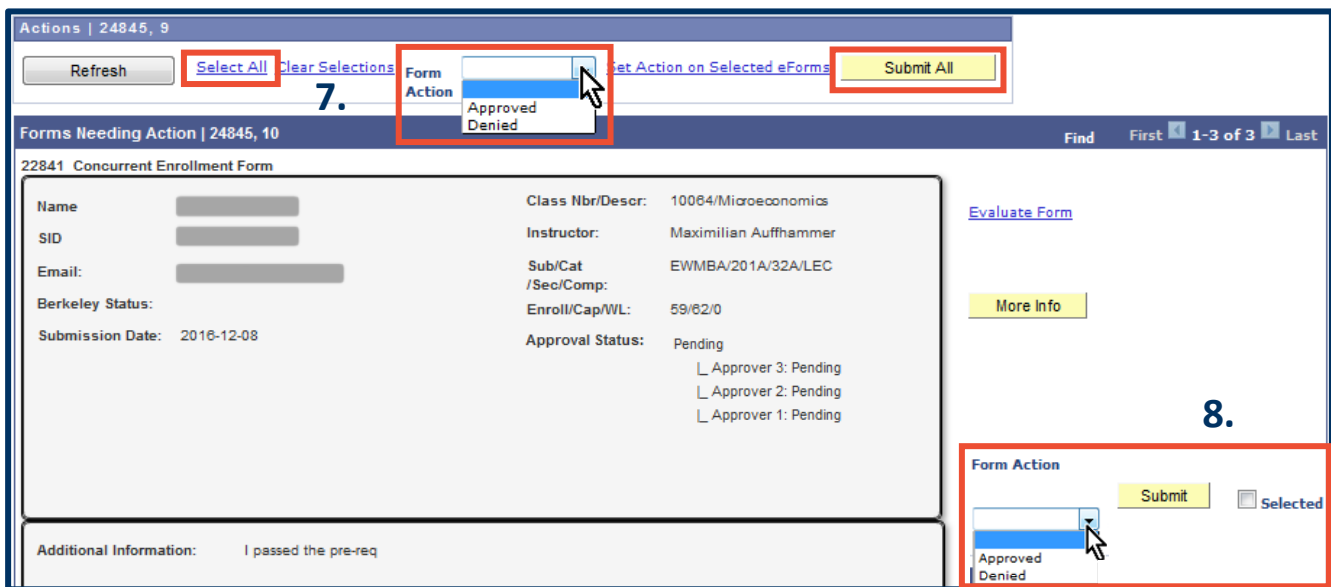 Actions | 24845, 9
Refresh Select All Clear Selections Form Action Set Action on Selected eForms Submit All
7.
Approved
Denied
Forms Needing Action | 24845, 10 Find First 1-3 of 3 Last
22841 Concurrent Enrollment Form
Name Class Nbr/Descr: 10064/Microeconomics Evaluate Form
SID Instructor: Maximilian Auffhammer
Email: Sub/Cat /Sec/Comp: EWMBA/201A/32A/LEC
Berkeley Status: Enroll/Cap/WL: 59/62/0 More Info
Submission Date: 2016-12-08 Approval Status: Pending
|_ Approver 3: Pending
|_ Approver 2: Pending
|_ Approver 1: Pending
8.
Form Action
Submit Selected
Approved
Denied
Additional Information: I passed the pre-req